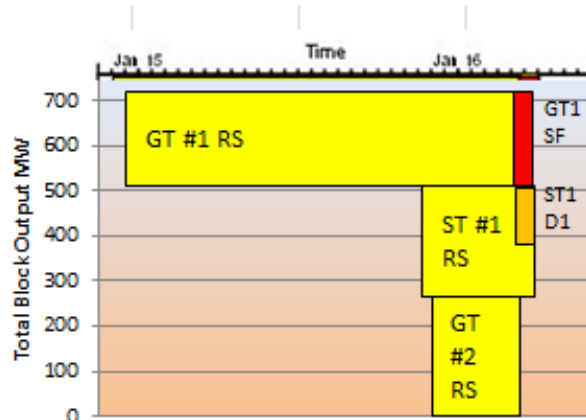 Time
Jan 15
Jan 16
Total Block Output MW
700
600
500
400
300
200
100
0
GT #1 RS
GT1
SF
ST #1
RS
ST1
D1
GT
#2
RS